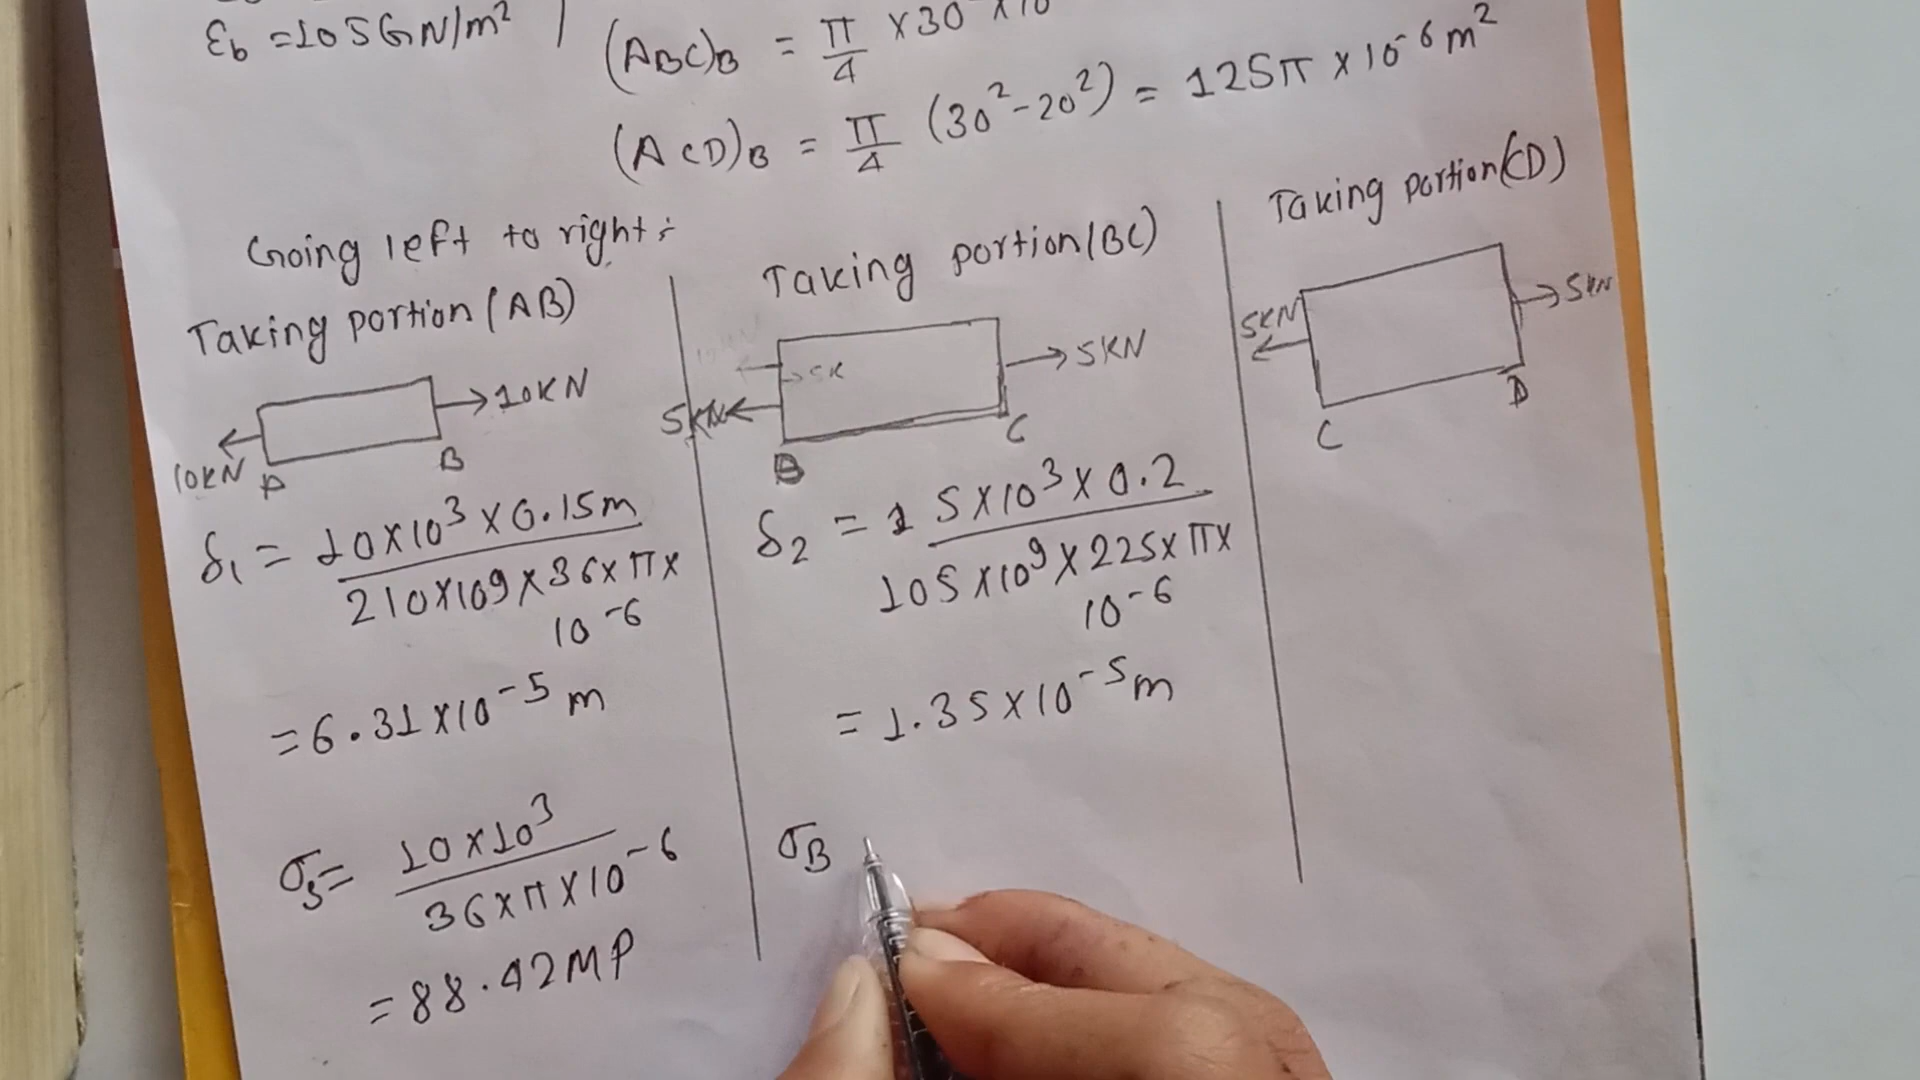 εb = 105GN/m² | (ABC)B = π/4 × 30
(ACD)B = π/4 (30² - 20²) = 125π × 10⁻⁶ m²
Going left to right :
Taking portion (AB)
10KN
10KN
A
B
δ₁ = 10×10³ × 0.15m / 210×10⁹ × 36×π× 10⁻⁶
= 6.31×10⁻⁵ m
σs = 10×10³ / 36×π×10⁻⁶
= 88.42MP
Taking portion (BC)
5KN
5KN
B
C
δ₂ = 5×10³ × 0.2 / 105×10⁹ × 225×π× 10⁻⁶
= 1.35×10⁻⁵ m
σB
Taking portion (CD)
5KN
5KN
C
D